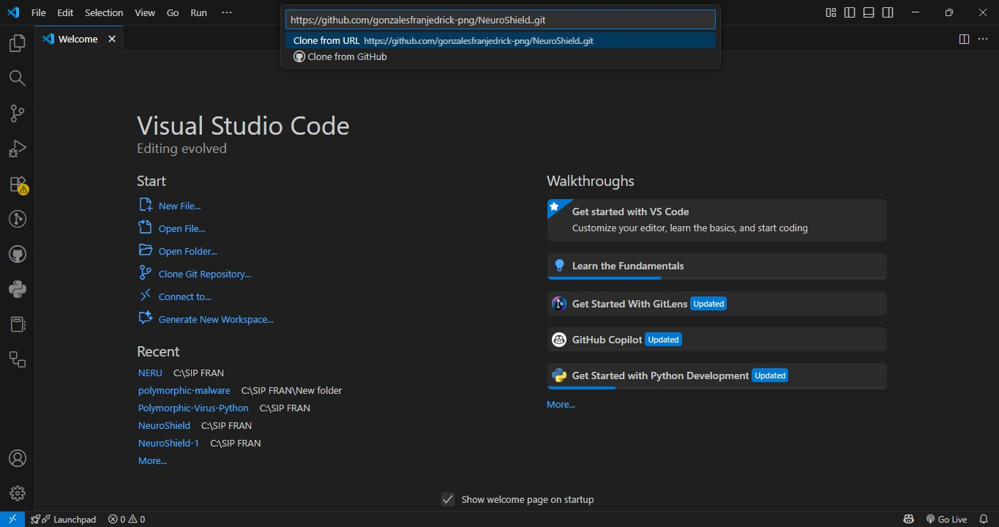 File Edit Selection View Go Run ···
https://github.com/gonzalesfranjedrick-png/NeuroShield..git
Clone from URL https://github.com/gonzalesfranjedrick-png/NeuroShield..git
Clone from GitHub
Welcome
Visual Studio Code
Editing evolved
Start
New File...
Open File...
Open Folder...
Clone Git Repository...
Connect to...
Generate New Workspace...
Recent
NERU C:\SIP FRAN
polymorphic-malware C:\SIP FRAN\New folder
Polymorphic-Virus-Python C:\SIP FRAN
NeuroShield C:\SIP FRAN
NeuroShield-1 C:\SIP FRAN
More...
Walkthroughs
Get started with VS Code
Customize your editor, learn the basics, and start coding
Learn the Fundamentals
Get Started With GitLens Updated
GitHub Copilot Updated
Get Started with Python Development Updated
More...
Show welcome page on startup
Launchpad 0 0 Go Live